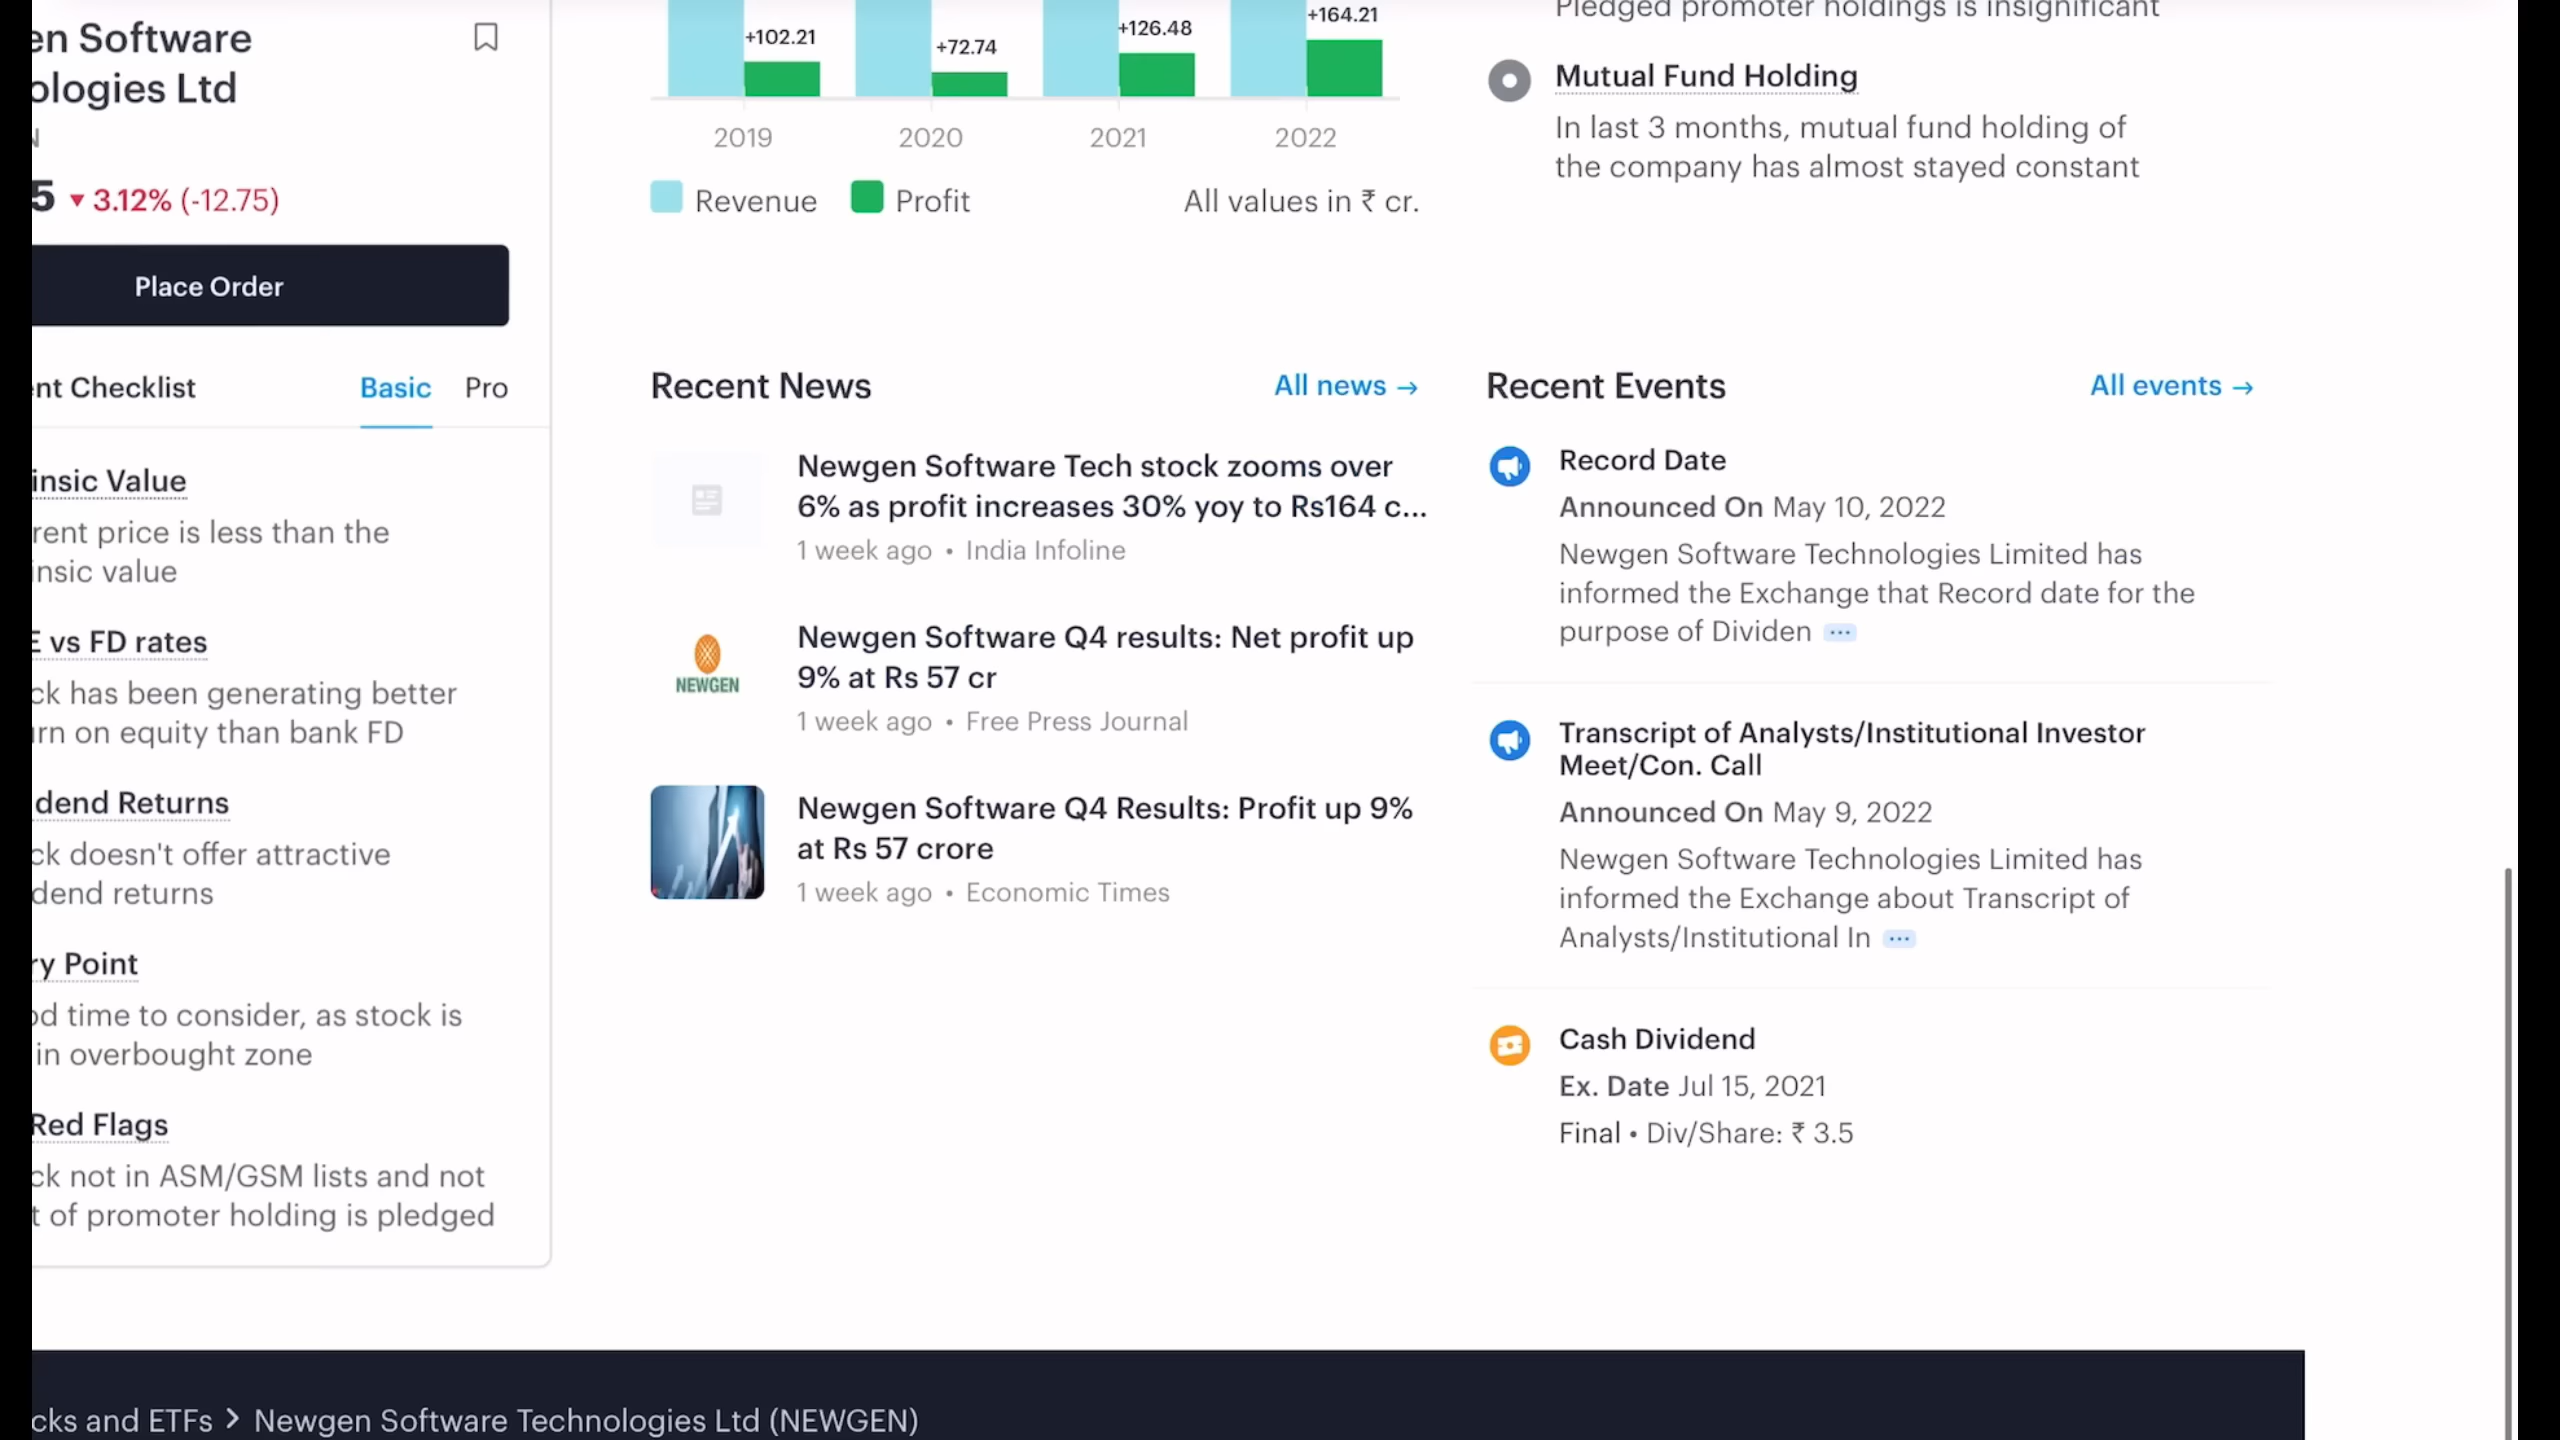 en Software
ologies Ltd
5 ▼ 3.12% (-12.75)
Place Order
ent Checklist
Basic
Pro
insic Value
rent price is less than the
insic value
E vs FD rates
ck has been generating better
urn on equity than bank FD
dend Returns
ck doesn't offer attractive
dend returns
ry Point
od time to consider, as stock is
in overbought zone
Red Flags
ck not in ASM/GSM lists and not
t of promoter holding is pledged
+102.21
+72.74
+126.48
+164.21
2019
2020
2021
2022
Revenue
Profit
All values in ₹ cr.
Pledged promoter holdings is insignificant
Mutual Fund Holding
In last 3 months, mutual fund holding of
the company has almost stayed constant
Recent News
All news →
Newgen Software Tech stock zooms over
6% as profit increases 30% yoy to Rs164 c...
1 week ago • India Infoline
NEWGEN
Newgen Software Q4 results: Net profit up
9% at Rs 57 cr
1 week ago • Free Press Journal
Newgen Software Q4 Results: Profit up 9%
at Rs 57 crore
1 week ago • Economic Times
Recent Events
All events →
Record Date
Announced On May 10, 2022
Newgen Software Technologies Limited has
informed the Exchange that Record date for the
purpose of Dividen ...
Transcript of Analysts/Institutional Investor
Meet/Con. Call
Announced On May 9, 2022
Newgen Software Technologies Limited has
informed the Exchange about Transcript of
Analysts/Institutional In ...
Cash Dividend
Ex. Date Jul 15, 2021
Final • Div/Share: ₹ 3.5
cks and ETFs > Newgen Software Technologies Ltd (NEWGEN)